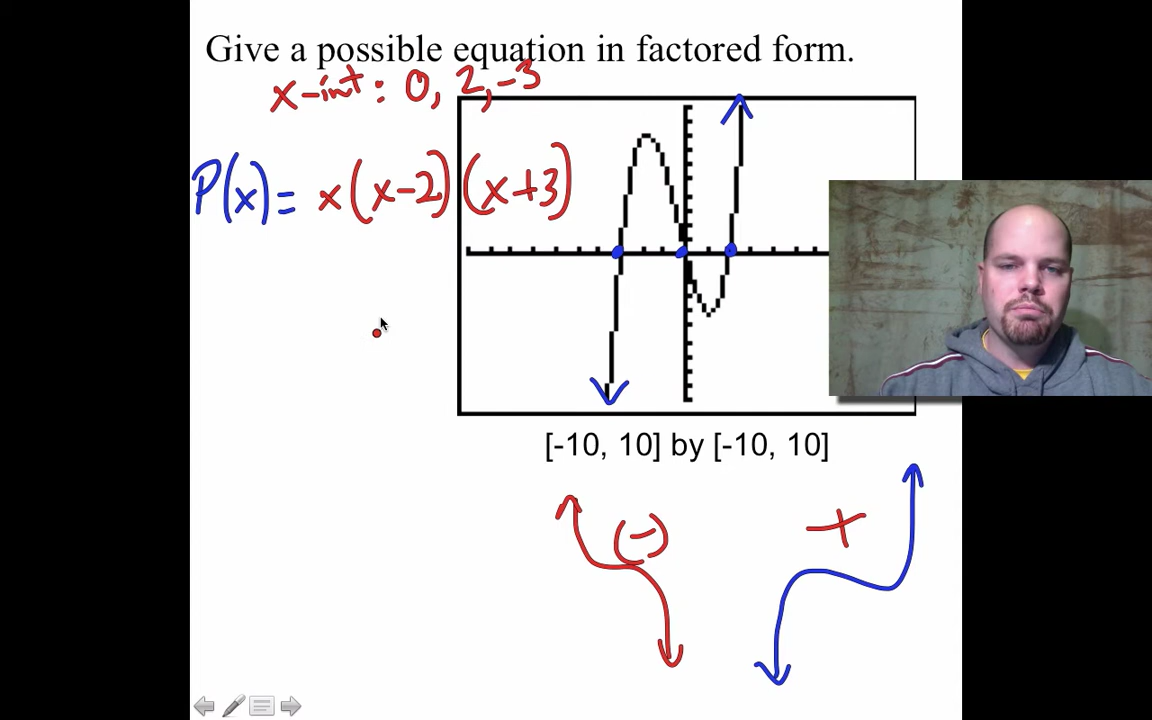 Give a possible equation in factored form.
x-int: 0, 2, -3
P(x)= x(x-2)(x+3)
[-10, 10] by [-10, 10]
(-) +